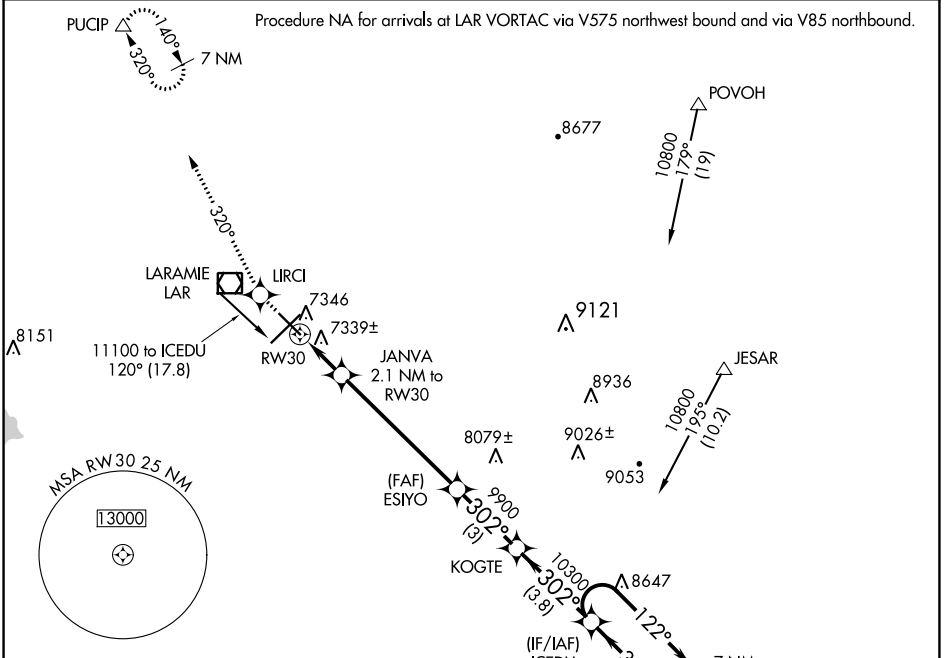 Procedure NA for arrivals at LAR VORTAC via V575 northwest bound and via V85 northbound.
PUCIP
140°
320°
7 NM
POVOH
8677
10800
179°
(19)
320°
LARAMIE
LAR
LIRCI
7346
7339±
8151
11100 to ICEDU
120° (17.8)
RW30
JANVA
2.1 NM to
RW30
9121
JESAR
8936
10800
195°
(10.2)
8079±
9026±
9053
MSA RW30 25 NM
13000
(FAF)
ESIYO
9900
302°
(3)
KOGTE
10300
302°
(3.8)
8647
122°
(IF/IAF)